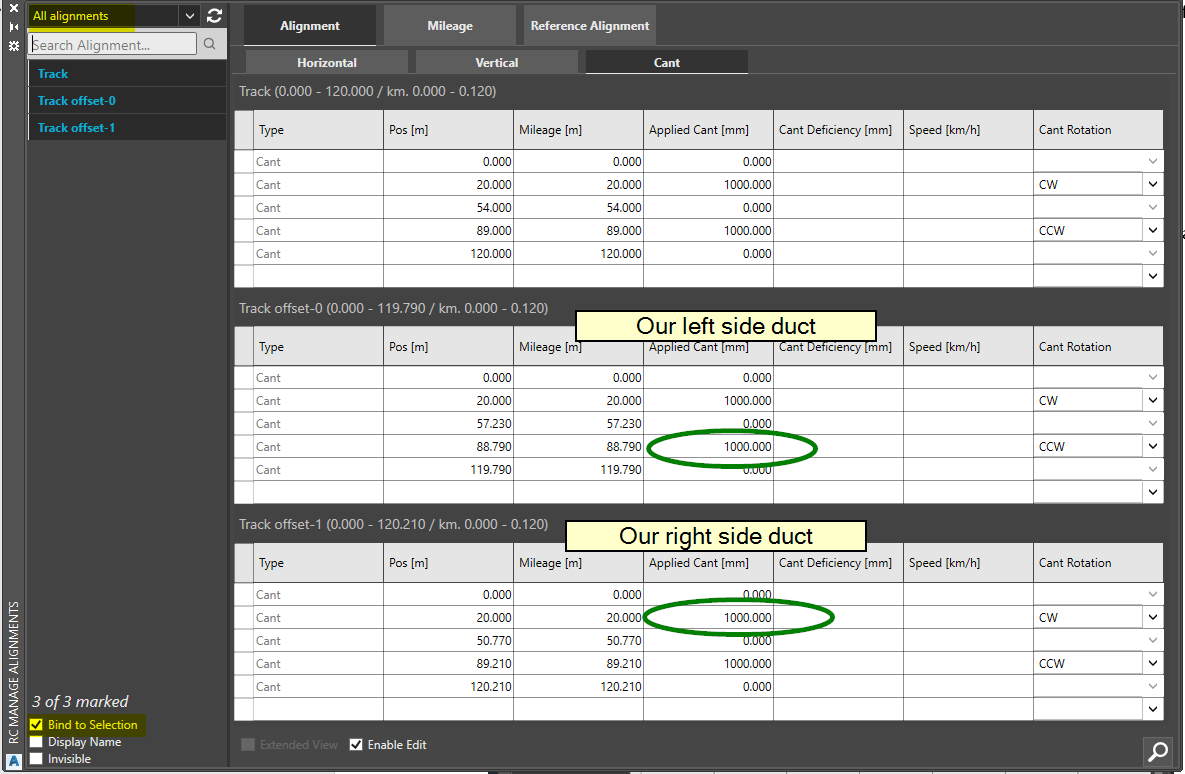 All alignments
Search Alignment...
Track
Track offset-0
Track offset-1
3 of 3 marked
Bind to Selection
Display Name
Invisible
RC MANAGE ALIGNMENTS
Alignment Mileage Reference Alignment
Horizontal Vertical Cant
Track (0.000 - 120.000 / km. 0.000 - 0.120)
Type Pos [m] Mileage [m] Applied Cant [mm] Cant Deficiency [mm] Speed [km/h] Cant Rotation
Cant 0.000 0.000 0.000
Cant 20.000 20.000 1000.000 CW
Cant 54.000 54.000 0.000
Cant 89.000 89.000 1000.000 CCW
Cant 120.000 120.000 0.000
Track offset-0 (0.000 - 119.790 / km. 0.000 - 0.120)
Our left side duct
Type Pos [m] Mileage [m] Applied Cant [mm] Cant Deficiency [mm] Speed [km/h] Cant Rotation
Cant 0.000 0.000 0.000
Cant 20.000 20.000 1000.000 CW
Cant 57.230 57.230 0.000
Cant 88.790 88.790 1000.000 CCW
Cant 119.790 119.790 0.000
Track offset-1 (0.000 - 120.210 / km. 0.000 - 0.120)
Our right side duct
Type Pos [m] Mileage [m] Applied Cant [mm] Cant Deficiency [mm] Speed [km/h] Cant Rotation
Cant 0.000 0.000 0.000
Cant 20.000 20.000 1000.000 CW
Cant 50.770 50.770 0.000
Cant 89.210 89.210 1000.000 CCW
Cant 120.210 120.210 0.000
Extended View Enable Edit